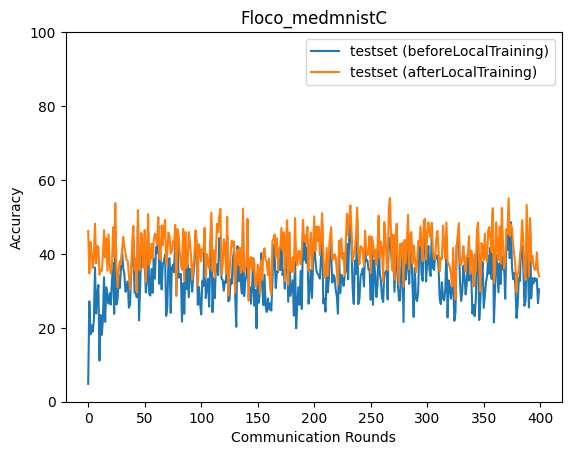 Floco_medmnistC
testset (beforeLocalTraining)
testset (afterLocalTraining)
Accuracy
100
80
60
40
20
0
0 50 100 150 200 250 300 350 400
Communication Rounds